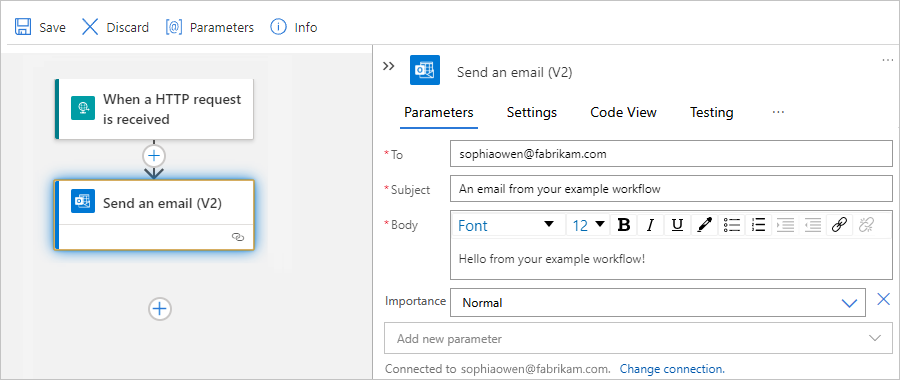 Save Discard [@] Parameters Info
When a HTTP request
is received
Send an email (V2)
Send an email (V2)
Parameters Settings Code View Testing ...
* To sophiaowen@fabrikam.com
* Subject An email from your example workflow
* Body Font 12 B I U
Hello from your example workflow!
Importance Normal
Add new parameter
Connected to sophiaowen@fabrikam.com. Change connection.